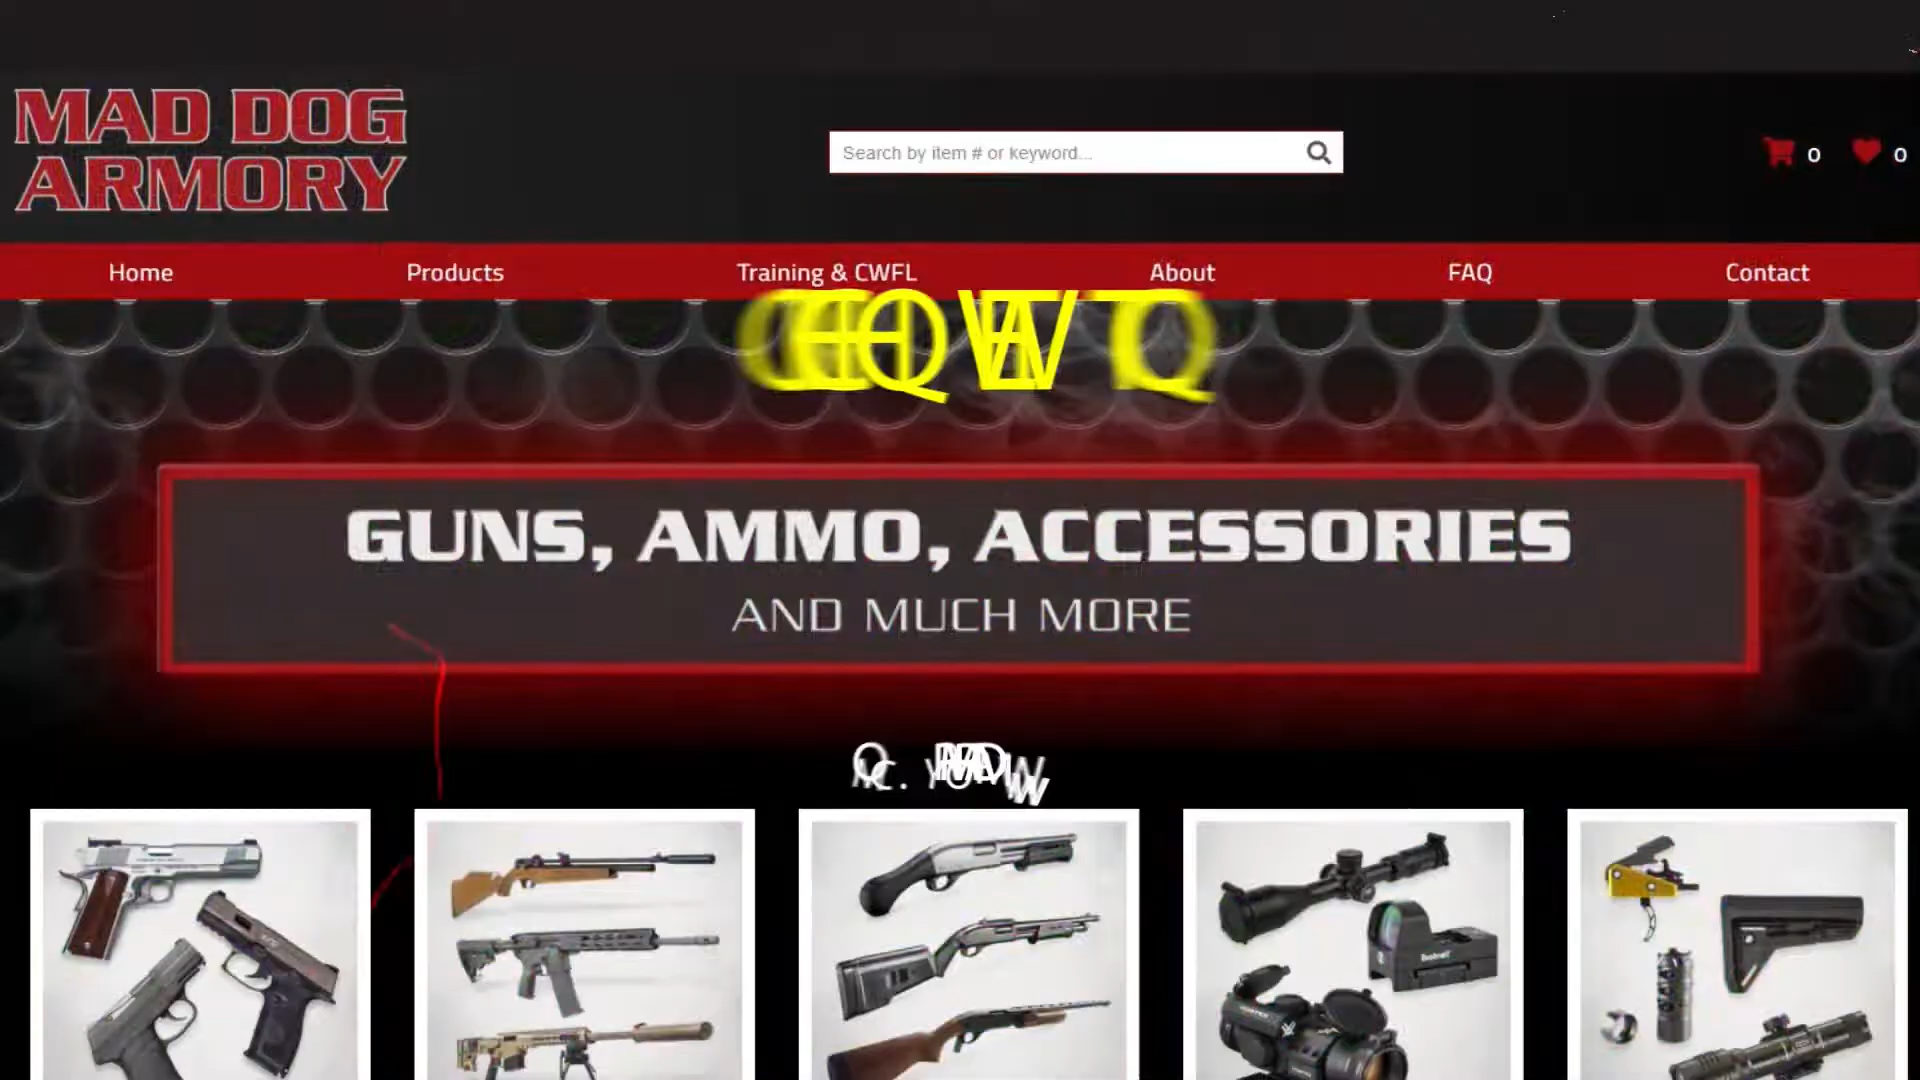 MAD DOG
ARMORY
Search by item # or keyword...
0
0
Home
Products
Training & CWFL
About
FAQ
Contact
GUNS, AMMO, ACCESSORIES
AND MUCH MORE
Bushnell